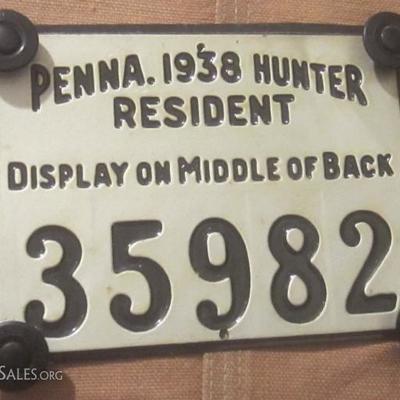 PENNA. 1938 HUNTER
RESIDENT
DISPLAY ON MIDDLE OF BACK
35982
SALES.ORG